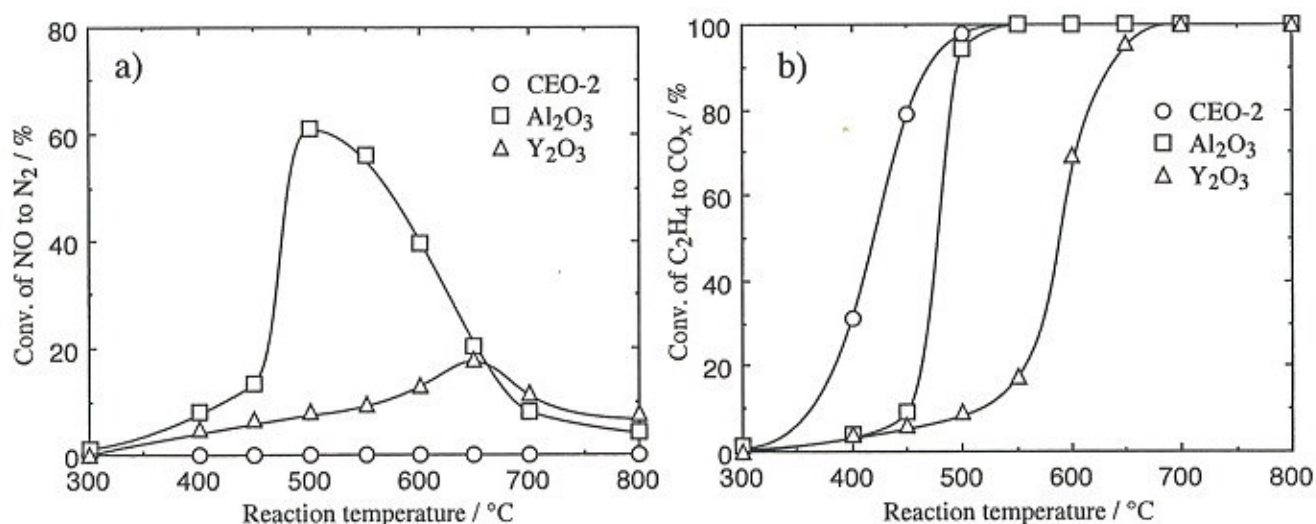 a)
Conv. of NO to N₂ / %
80
60
40
20
0
CEO-2
Al₂O₃
Y₂O₃
300 400 500 600 700 800
Reaction temperature / °C
b)
Conv. of C₂H₄ to COₓ / %
100
80
60
40
20
0
CEO-2
Al₂O₃
Y₂O₃
300 400 500 600 700 800
Reaction temperature / °C